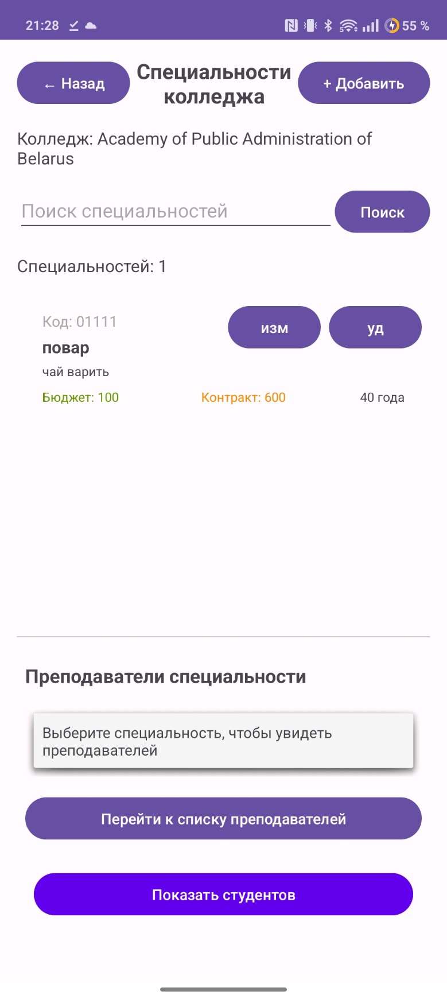 21:28
55 %
← Назад
Специальности
колледжа
+ Добавить
Колледж: Academy of Public Administration of
Belarus
Поиск специальностей
Поиск
Специальностей: 1
Код: 01111
изм
уд
повар
чай варить
Бюджет: 100
Контракт: 600
40 года
Преподаватели специальности
Выберите специальность, чтобы увидеть
преподавателей
Перейти к списку преподавателей
Показать студентов